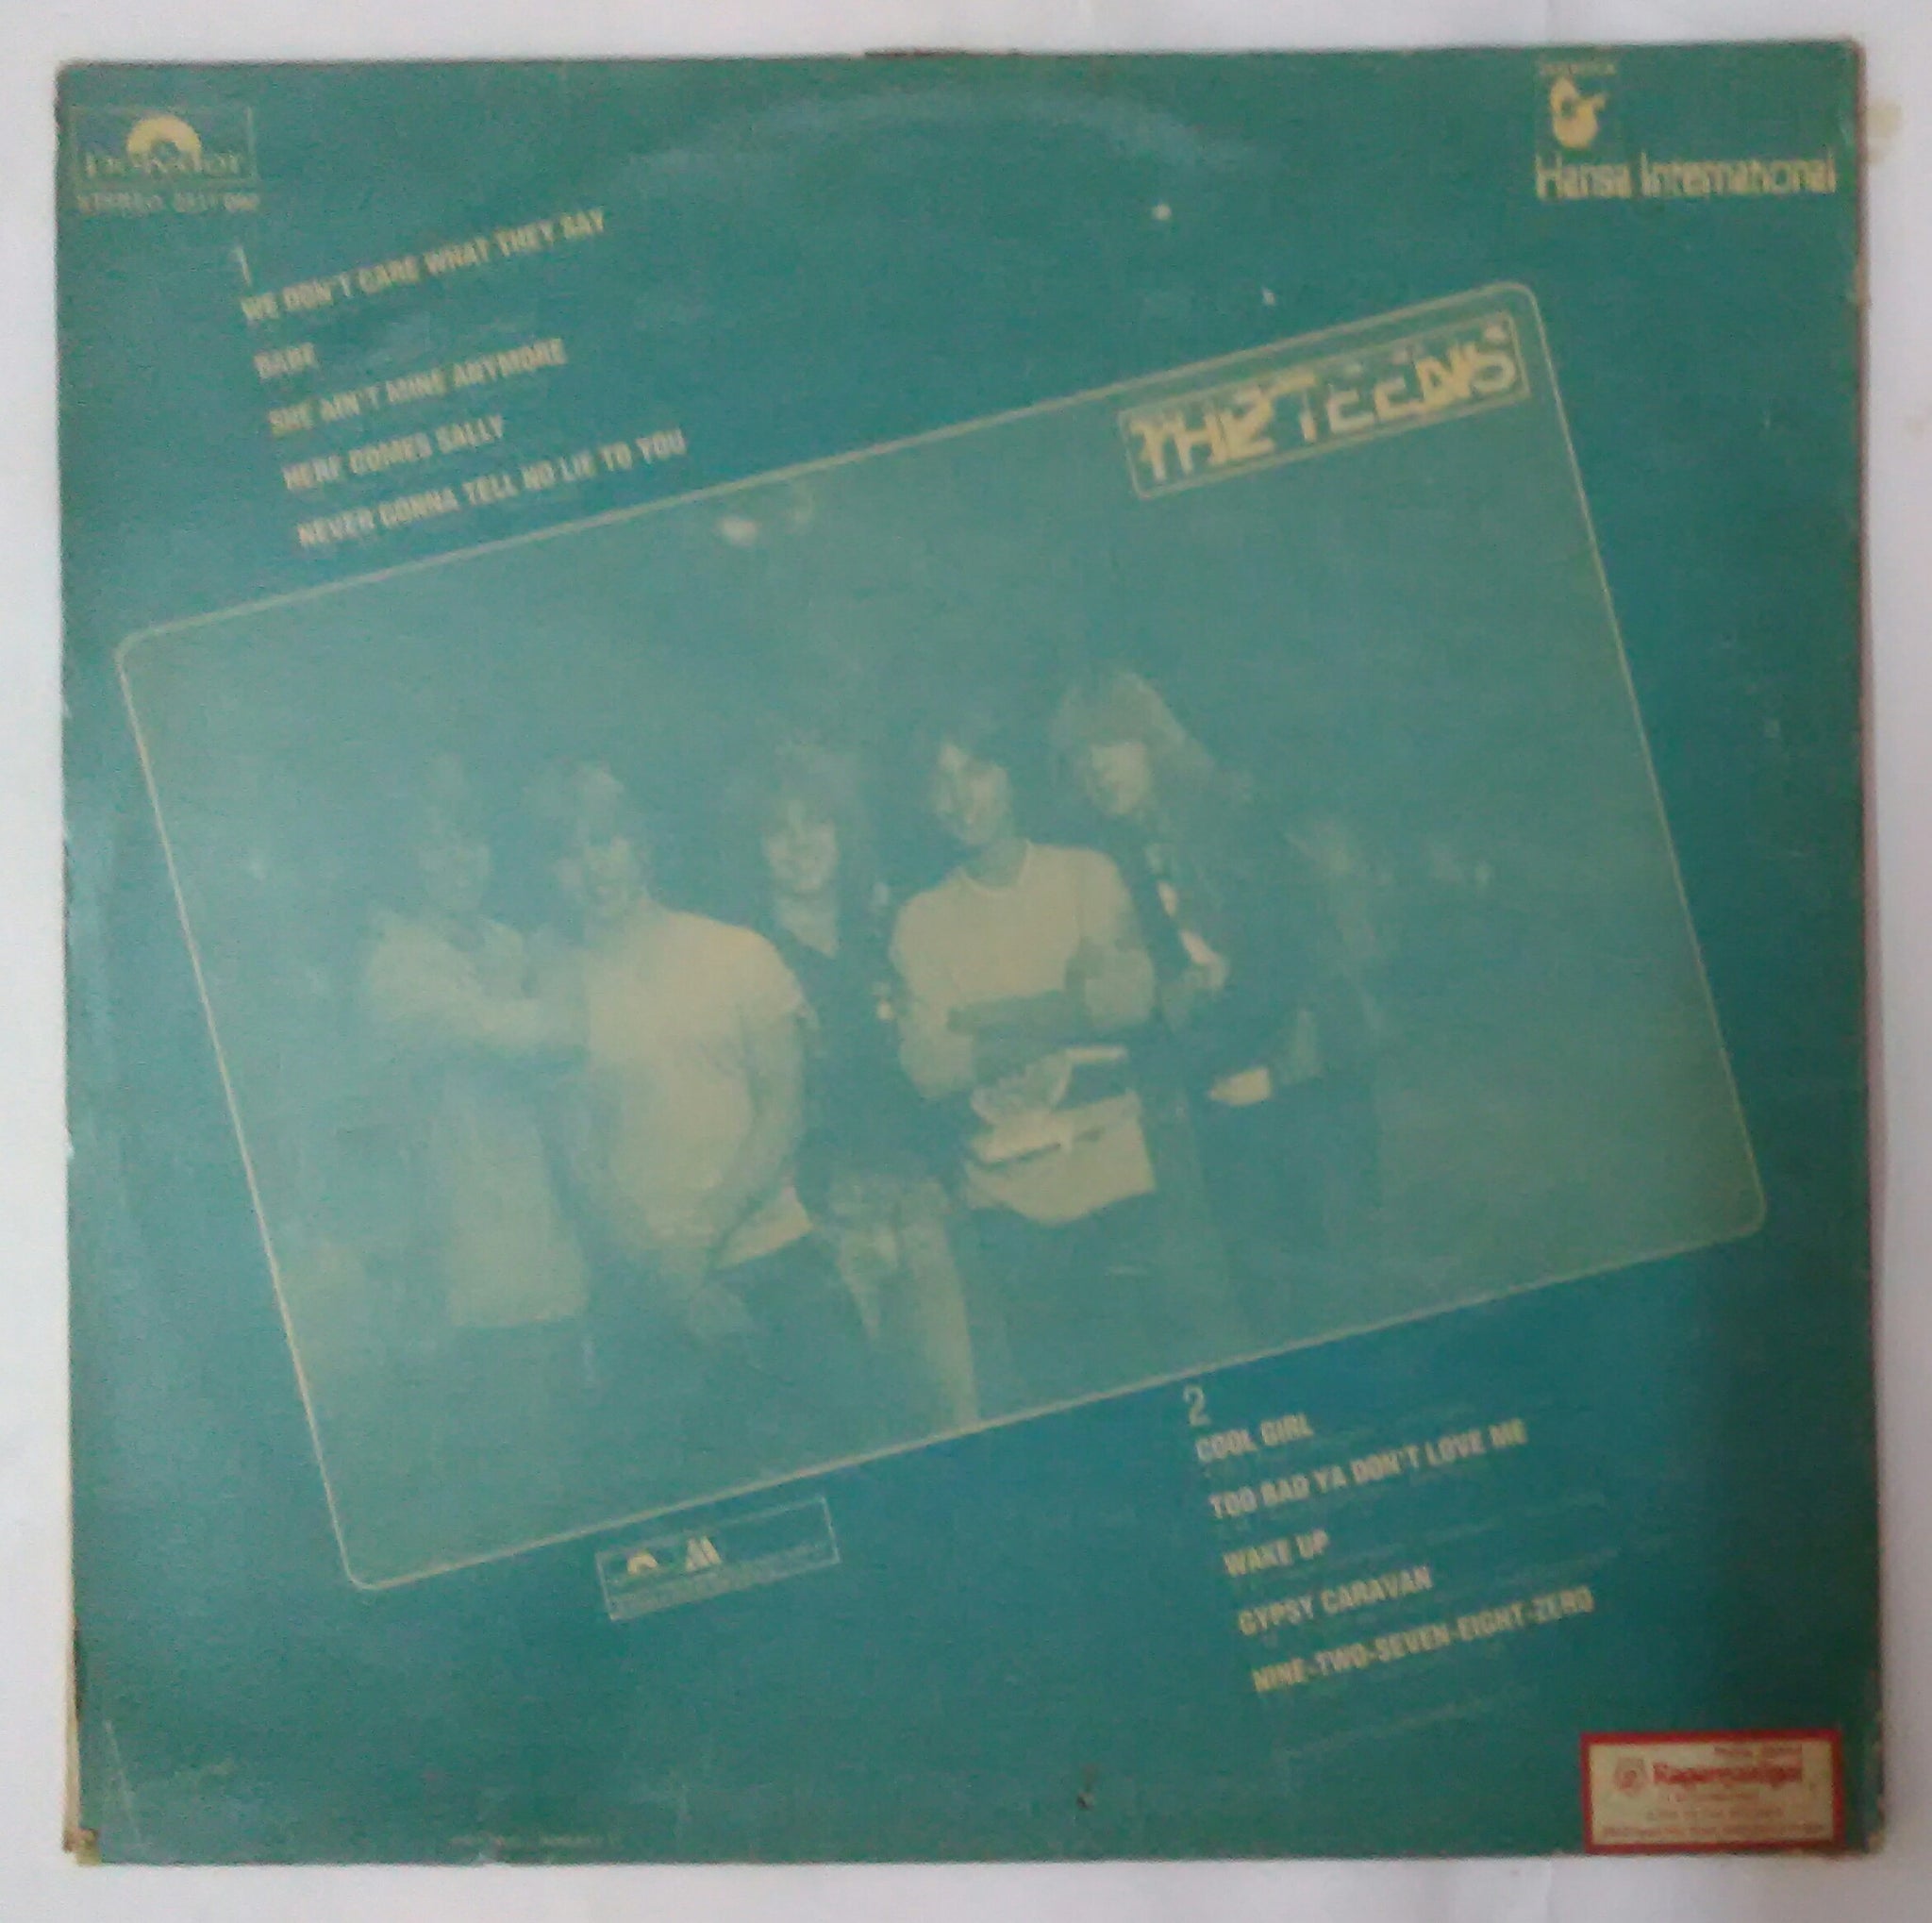 Polydor
STEREO
Hansa International
1
WE DON'T CARE WHAT THEY SAY
BABE
SHE AIN'T MINE ANYMORE
HERE COMES SALLY
NEVER GONNA TELL NO LIE TO YOU
THE TEENS
2
COOL GIRL
TOO BAD YA DON'T LOVE ME
WAKE UP
GYPSY CARAVAN
NINE-TWO-SEVEN-EIGHT-ZERO